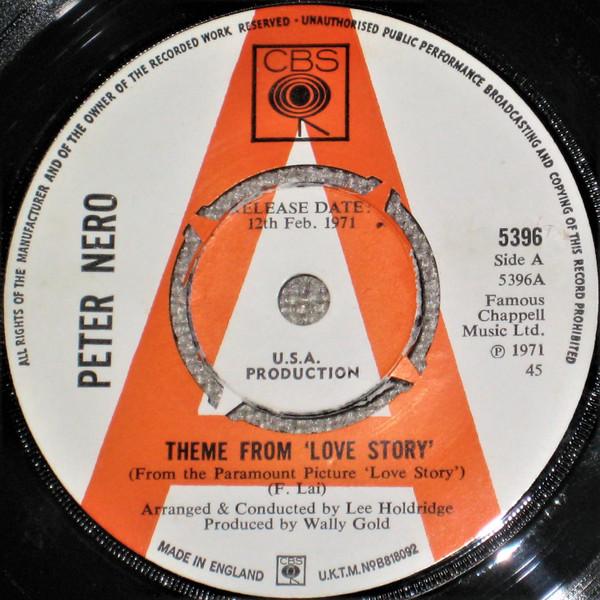 ALL RIGHTS OF THE MANUFACTURER AND OF THE OWNER OF THE RECORDED WORK RESERVED · UNAUTHORISED PUBLIC PERFORMANCE BROADCASTING AND COPYING OF THIS RECORD PROHIBITED
CBS
RELEASE DATE:
12th Feb. 1971
PETER NERO
5396
Side A
5396A
Famous
Chappell
Music Ltd.
℗ 1971
45
U.S.A.
PRODUCTION
THEME FROM 'LOVE STORY'
(From the Paramount Picture 'Love Story')
(F. Lai)
Arranged & Conducted by Lee Holdridge
Produced by Wally Gold
MADE IN ENGLAND CBS U.K.T.M. Nº B818092